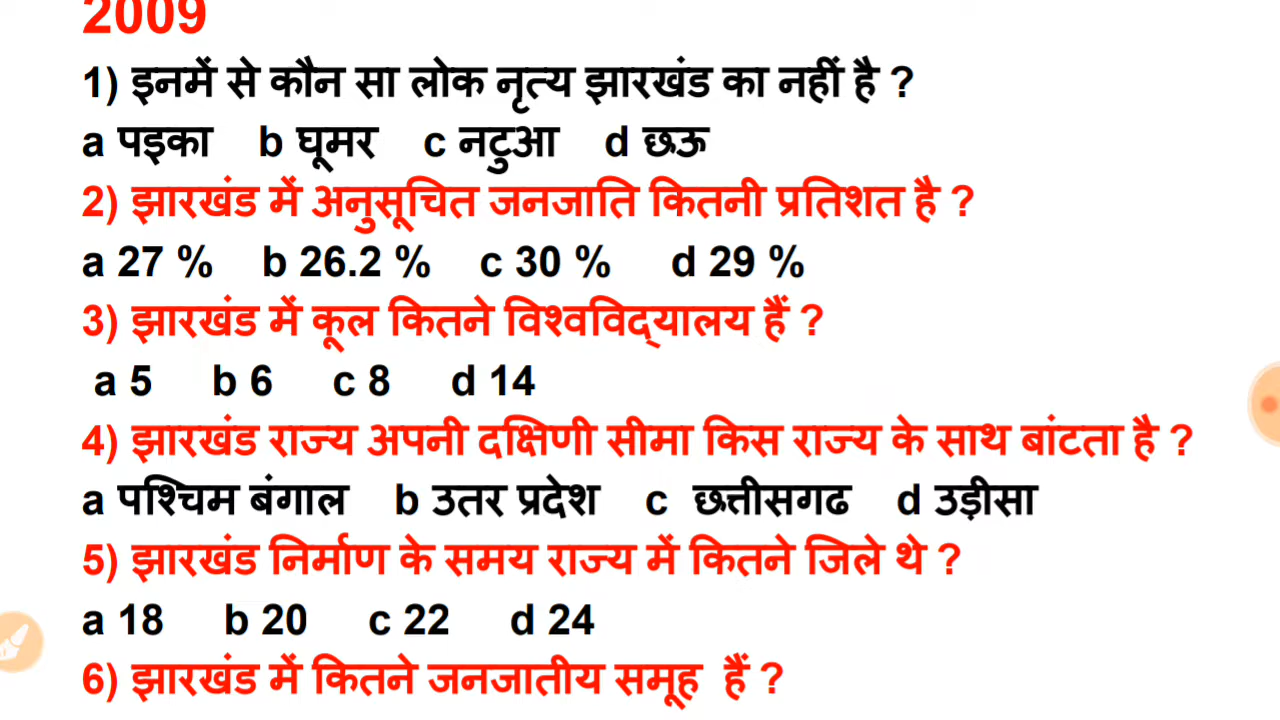 2009
1) इनमें से कौन सा लोक नृत्य झारखंड का नहीं है ?
a पइका b घूमर c नटुआ d छऊ
2) झारखंड में अनुसूचित जनजाति कितनी प्रतिशत है ?
a 27 % b 26.2 % c 30 % d 29 %
3) झारखंड में कूल कितने विश्वविद्यालय हैं ?
a 5 b 6 c 8 d 14
4) झारखंड राज्य अपनी दक्षिणी सीमा किस राज्य के साथ बांटता है ?
a पश्चिम बंगाल b उतर प्रदेश c छत्तीसगढ d उड़ीसा
5) झारखंड निर्माण के समय राज्य में कितने जिले थे ?
a 18 b 20 c 22 d 24
6) झारखंड में कितने जनजातीय समूह हैं ?